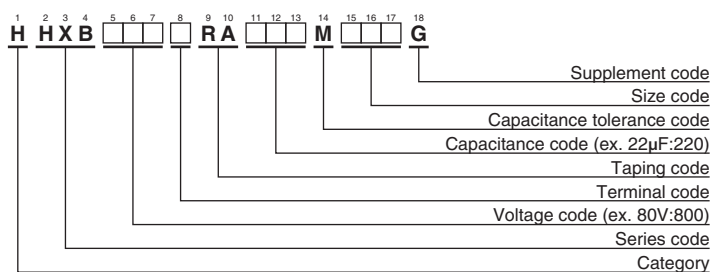 1 2 3 4 5 6 7 8 9 10 11 12 13 14 15 16 17 18
H HXB□□□ □ RA □□□ M □□□ G
Supplement code
Size code
Capacitance tolerance code
Capacitance code (ex. 22µF:220)
Taping code
Terminal code
Voltage code (ex. 80V:800)
Series code
Category